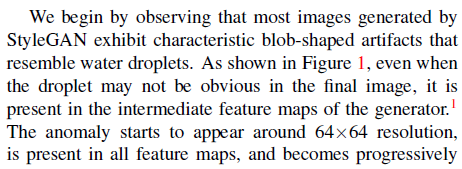 We begin by observing that most images generated by
StyleGAN exhibit characteristic blob-shaped artifacts that
resemble water droplets. As shown in Figure 1, even when
the droplet may not be obvious in the final image, it is
present in the intermediate feature maps of the generator.1
The anomaly starts to appear around 64×64 resolution,
is present in all feature maps, and becomes progressively